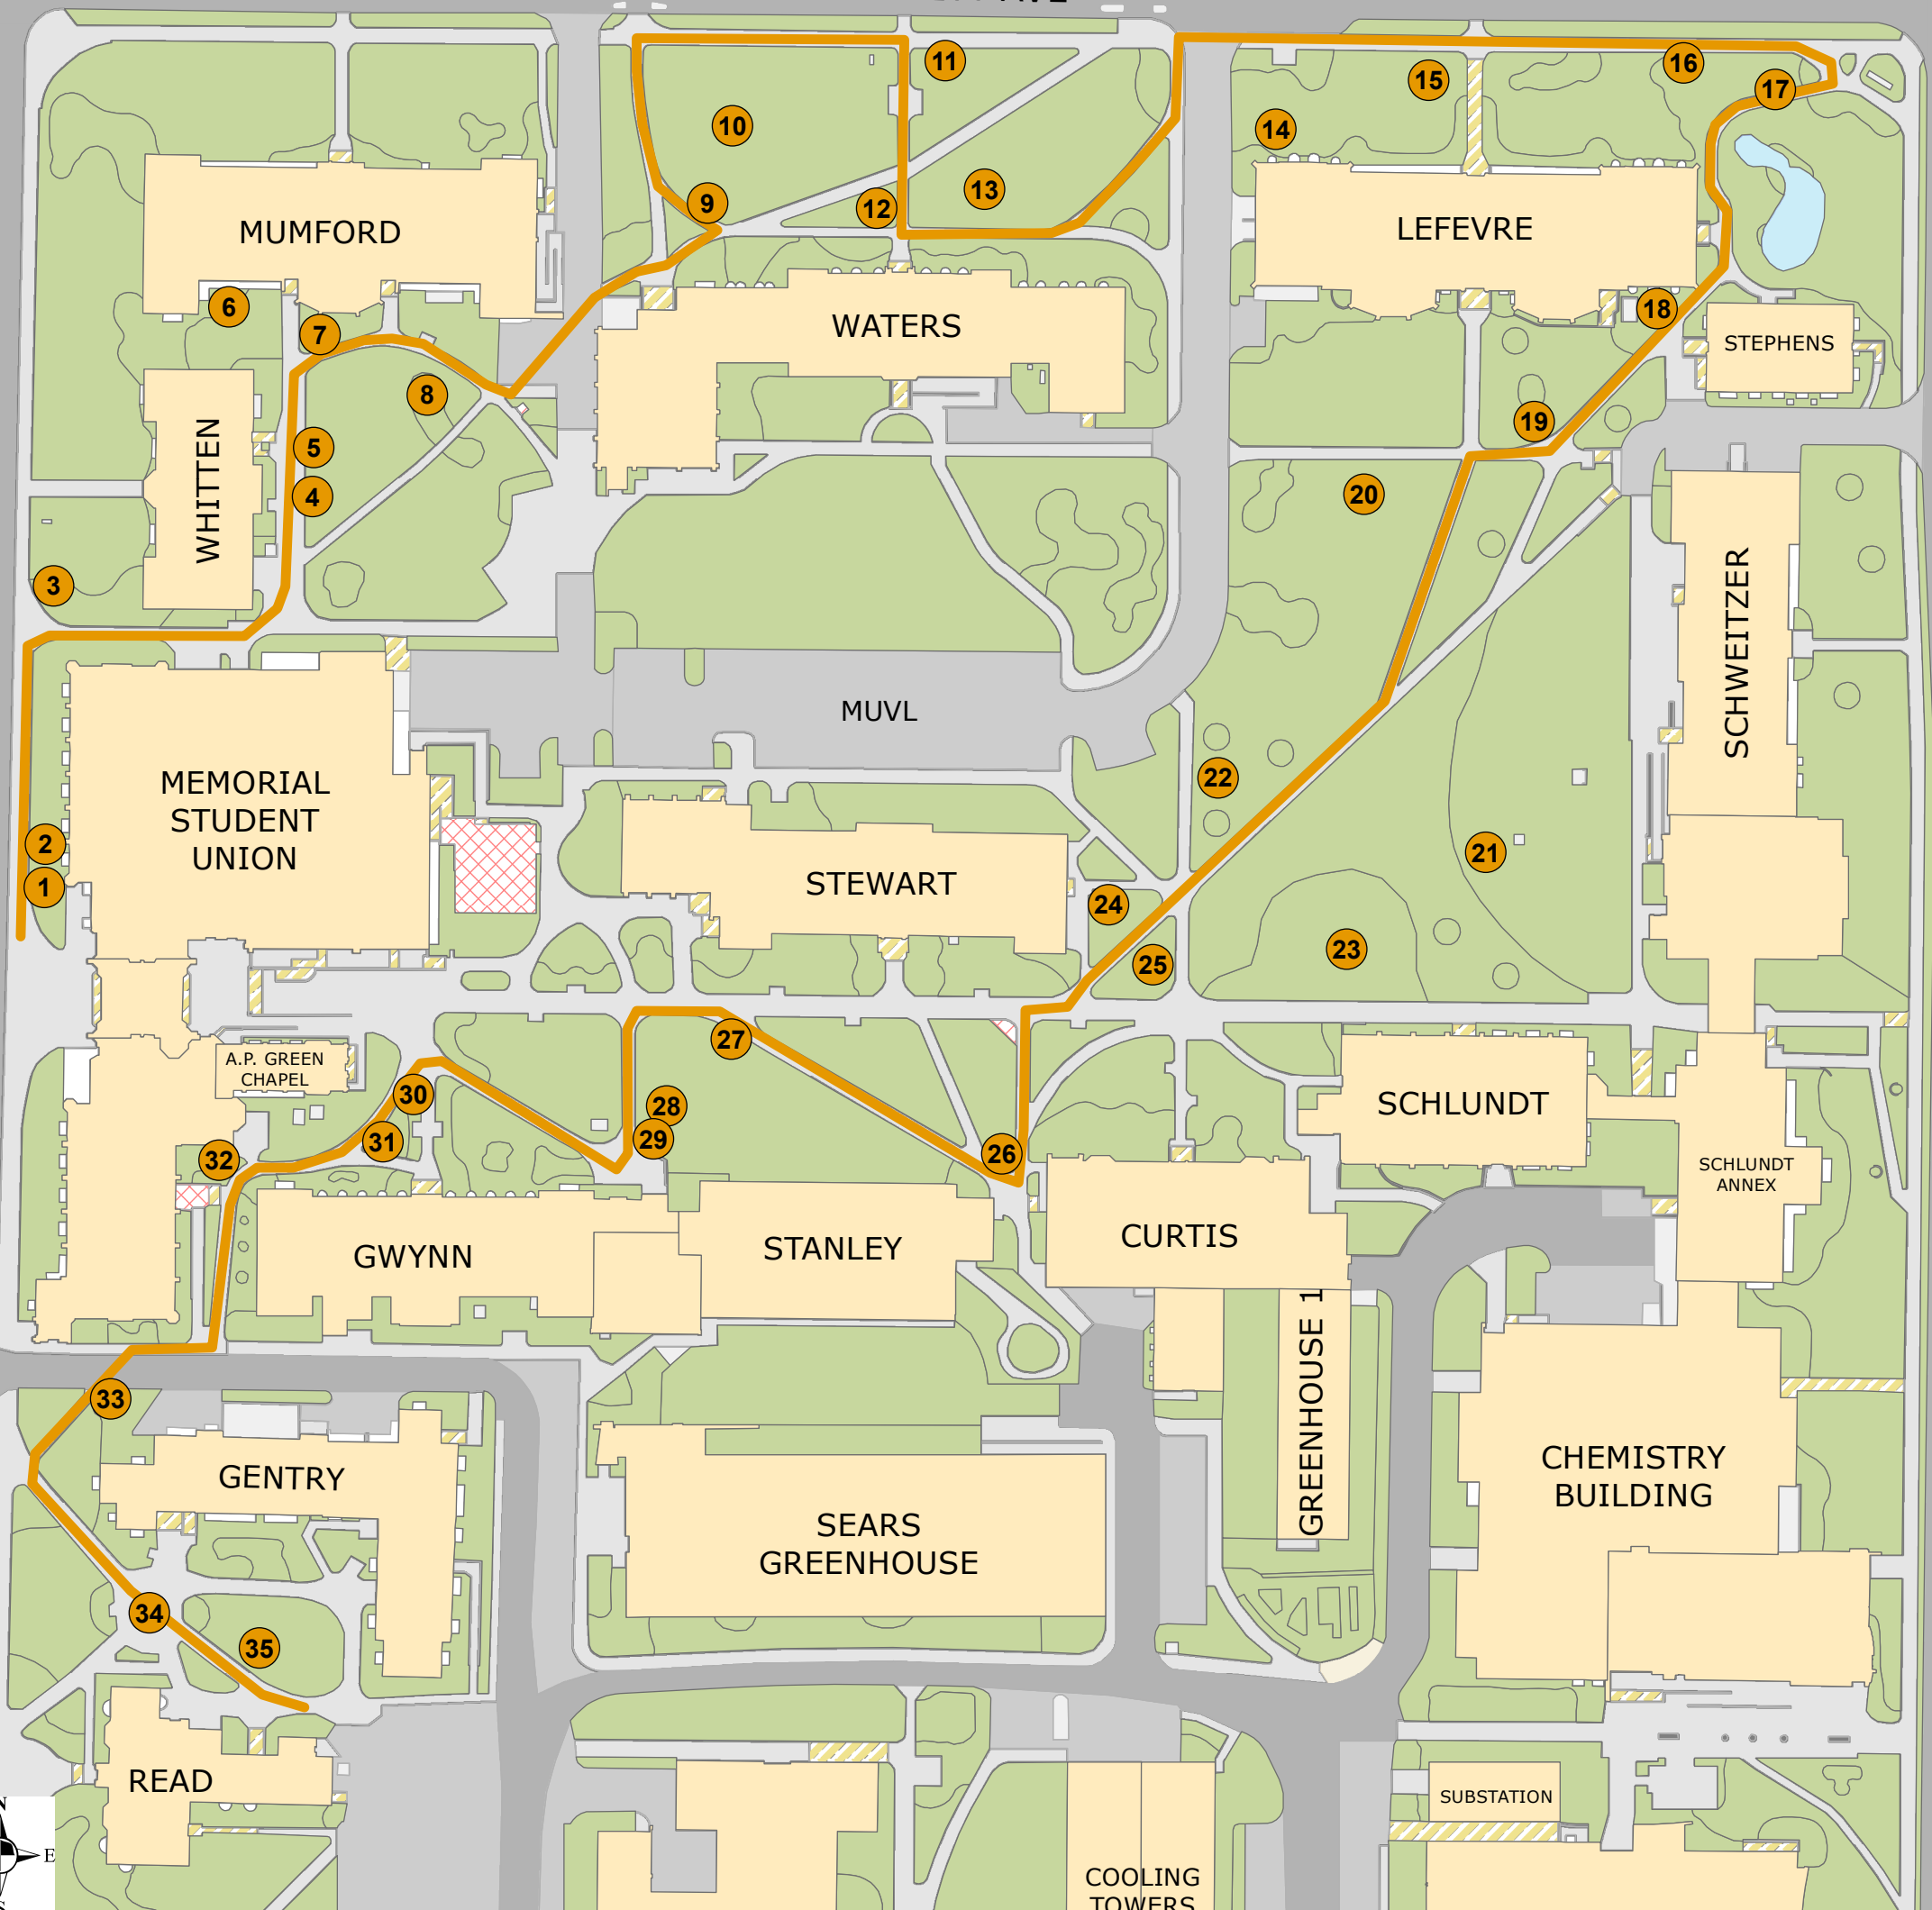 11
16
15
17
10
14
13
9
12
MUMFORD
LEFEVRE
6
18
WATERS
7
STEPHENS
8
19
5
WHITTEN
4
20
3
SCHWEITZER
MUVL
22
MEMORIAL
STUDENT
UNION
2
21
1
STEWART
24
23
25
27
A.P. GREEN
CHAPEL
30
28
SCHLUNDT
29
31
26
32
SCHLUNDT
ANNEX
CURTIS
GWYNN
STANLEY
GREENHOUSE 1
33
CHEMISTRY
BUILDING
GENTRY
SEARS
GREENHOUSE
34
35
READ
SUBSTATION
N
E
S
COOLING
TOWERS